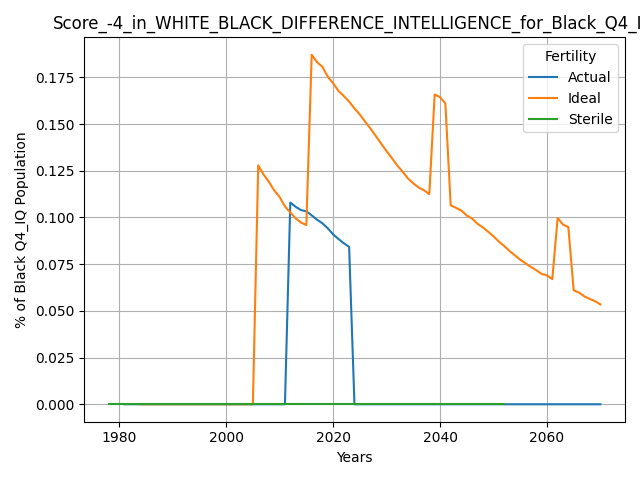 Score_-4_in_WHITE_BLACK_DIFFERENCE_INTELLIGENCE_for_Black_Q4_I
Fertility
Actual
Ideal
Sterile
% of Black Q4_IQ Population
0.175
0.150
0.125
0.100
0.075
0.050
0.025
0.000
1980 2000 2020 2040 2060
Years